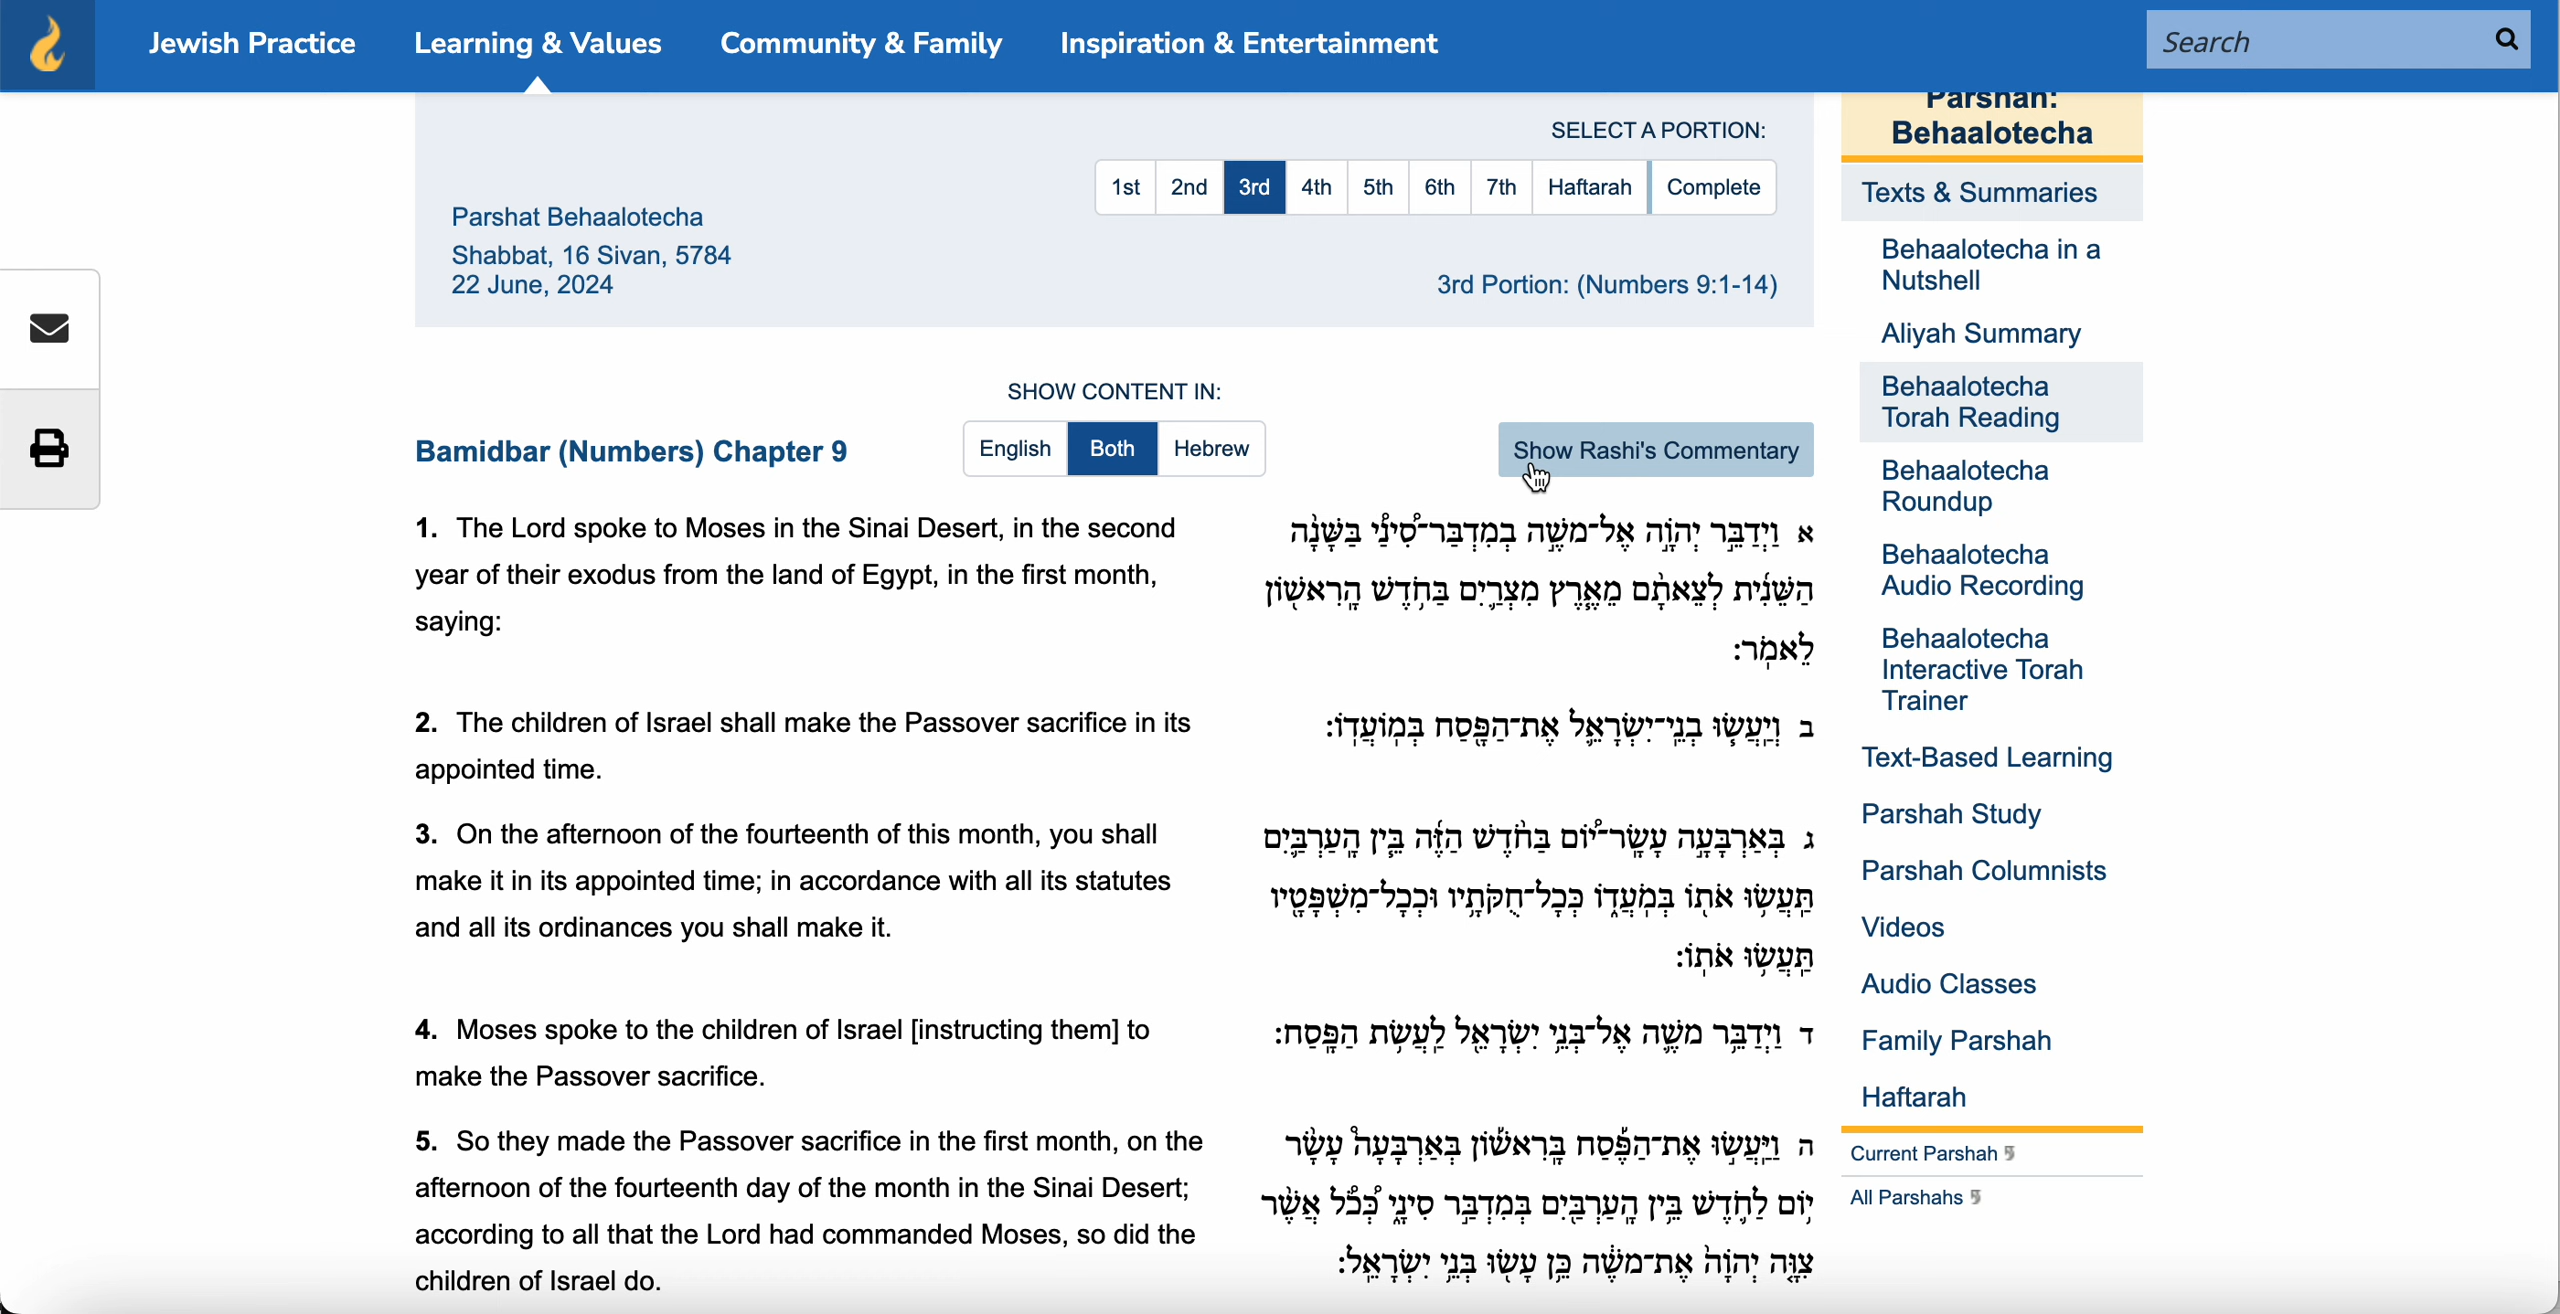 Jewish Practice
Learning & Values
Community & Family
Inspiration & Entertainment
Search
SELECT A PORTION:
1st 2nd 3rd 4th 5th 6th 7th Haftarah Complete
Parshat Behaalotecha
Shabbat, 16 Sivan, 5784
22 June, 2024
3rd Portion: (Numbers 9:1-14)
SHOW CONTENT IN:
Bamidbar (Numbers) Chapter 9
English Both Hebrew
Show Rashi's Commentary
1. The Lord spoke to Moses in the Sinai Desert, in the second
year of their exodus from the land of Egypt, in the first month,
saying:
א וַיְדַבֵּ֣ר יְהֹוָ֣ה אֶל־משֶׁ֣ה בְמִדְבַּר־סִ֠ינַ֠י בַּשָּׁנָ֨ה
הַשֵּׁנִ֜ית לְצֵאתָ֨ם מֵאֶ֧רֶץ מִצְרַ֛יִם בַּחֹ֥דֶשׁ הָֽרִאשׁ֖וֹן
לֵאמֹֽר:
2. The children of Israel shall make the Passover sacrifice in its
appointed time.
ב וְיַֽעֲשׂ֧וּ בְנֵֽי־יִשְׂרָאֵ֛ל אֶת־הַפָּ֖סַח בְּמֽוֹעֲדֽוֹ:
3. On the afternoon of the fourteenth of this month, you shall
make it in its appointed time; in accordance with all its statutes
and all its ordinances you shall make it.
ג בְּאַרְבָּעָ֣ה עָשָֽׂר־י֠וֹם בַּחֹ֨דֶשׁ הַזֶּ֜ה בֵּ֧ין הָֽעַרְבַּ֛יִם
תַּֽעֲשׂ֥וּ אֹת֖וֹ בְּמֹֽעֲד֑וֹ כְּכָל־חֻקֹּתָ֥יו וּכְכָל־מִשְׁפָּטָ֖יו
תַּֽעֲשׂ֥וּ אֹתֽוֹ:
4. Moses spoke to the children of Israel [instructing them] to
make the Passover sacrifice.
ד וַיְדַבֵּ֥ר משֶׁ֛ה אֶל־בְּנֵ֥י יִשְׂרָאֵ֖ל לַֽעֲשׂ֥ת הַפָּֽסַח:
5. So they made the Passover sacrifice in the first month, on the
afternoon of the fourteenth day of the month in the Sinai Desert;
according to all that the Lord had commanded Moses, so did the
children of Israel do.
ה וַיַּֽעֲשׂ֣וּ אֶת־הַפֶּ֡סַח בָּֽרִאשׁ֡וֹן בְּאַרְבָּעָה֩ עָשָׂ֨ר
י֥וֹם לַחֹ֛דֶשׁ בֵּ֥ין הָֽעַרְבַּ֖יִם בְּמִדְבַּ֣ר סִינָ֑י כְּ֠כֹ֠ל אֲשֶׁ֨ר
צִוָּ֤ה יְהֹוָה֙ אֶת־משֶׁ֔ה כֵּ֥ן עָשׂ֖וּ בְּנֵ֥י יִשְׂרָאֵֽל:
Parshah:
Behaalotecha
Texts & Summaries
Behaalotecha in a
Nutshell
Aliyah Summary
Behaalotecha
Torah Reading
Behaalotecha
Roundup
Behaalotecha
Audio Recording
Behaalotecha
Interactive Torah
Trainer
Text-Based Learning
Parshah Study
Parshah Columnists
Videos
Audio Classes
Family Parshah
Haftarah
Current Parshah
All Parshahs